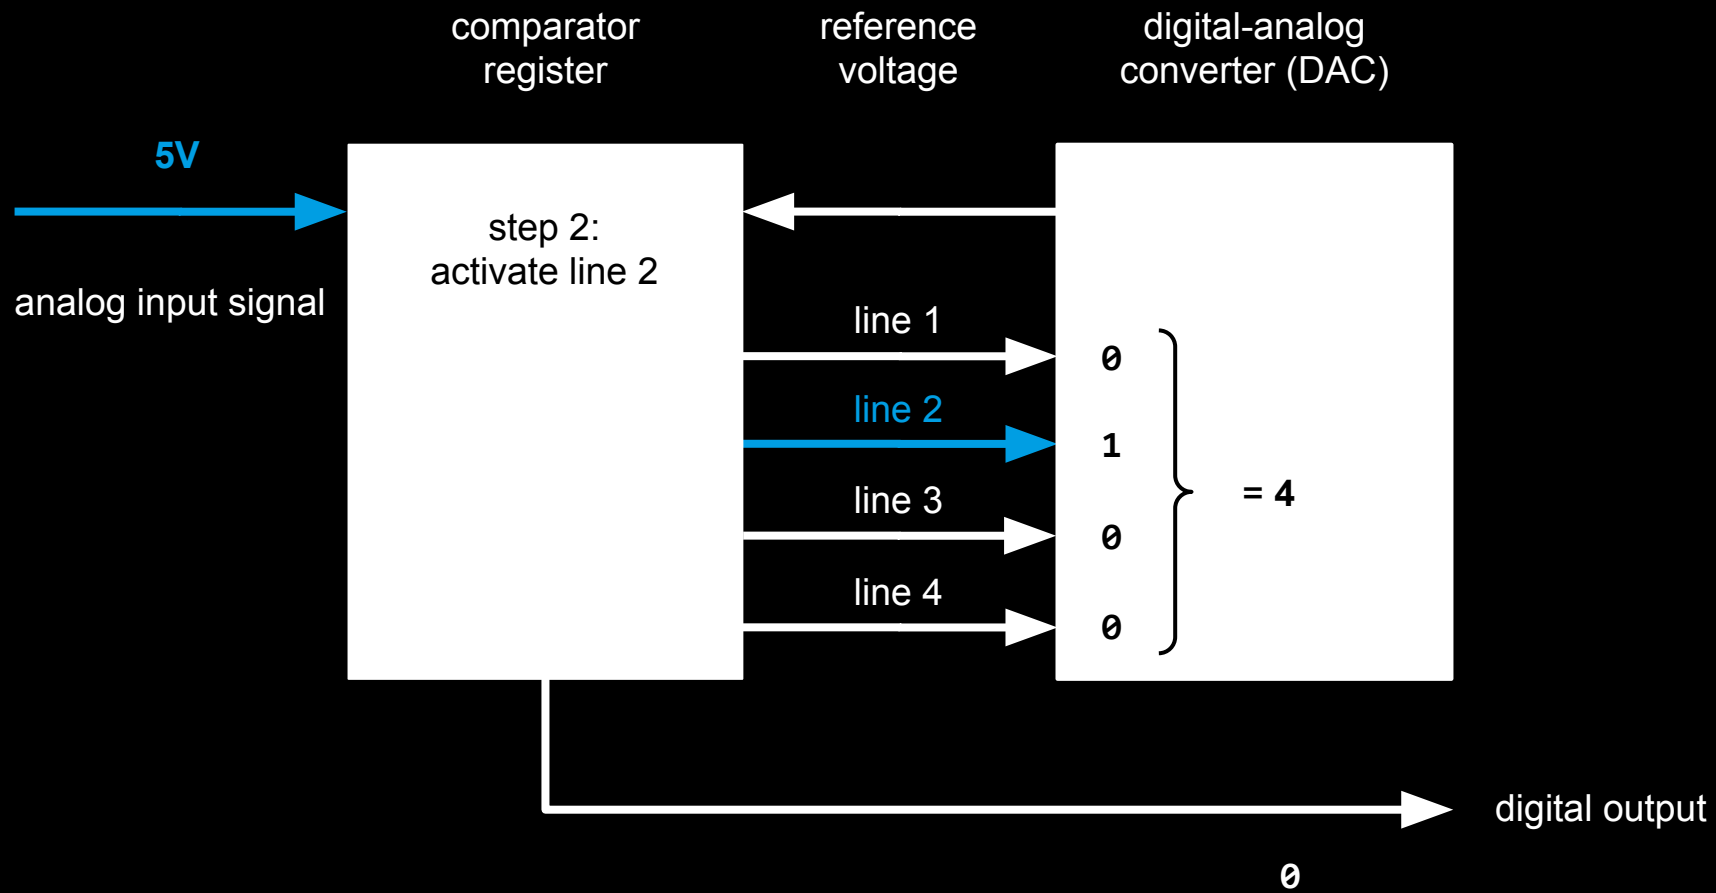 comparator
register
reference
voltage
digital-analog
converter (DAC)
5V
analog input signal
step 2:
activate line 2
line 1
line 2
line 3
line 4
0
1
0
0
= 4
digital output
0